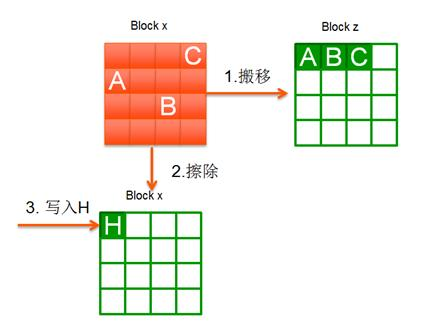 Block x
Block z
C
A
B
A B C
1.搬移
2.擦除
Block x
3. 写入H
H